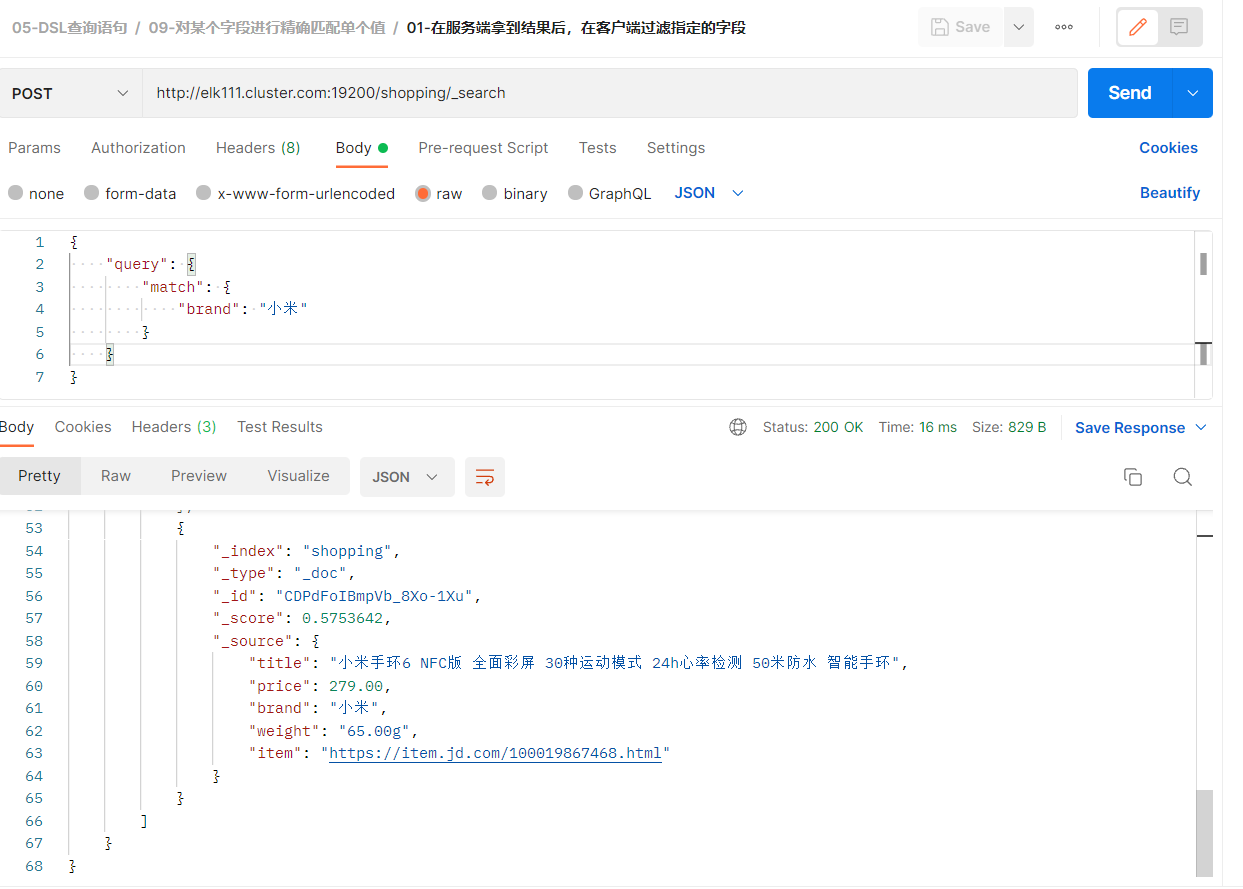 05-DSL查询语句 / 09-对某个字段进行精确匹配单个值 / 01-在服务端拿到结果后，在客户端过滤指定的字段 Save
POST http://elk111.cluster.com:19200/shopping/_search Send
Params Authorization Headers (8) Body Pre-request Script Tests Settings Cookies
none form-data x-www-form-urlencoded raw binary GraphQL JSON Beautify
1 {
2 "query": {
3 "match": {
4 "brand": "小米"
5 }
6 }
7 }
Body Cookies Headers (3) Test Results Status: 200 OK Time: 16 ms Size: 829 B Save Response
Pretty Raw Preview Visualize JSON
53 {
54 "_index": "shopping",
55 "_type": "_doc",
56 "_id": "CDPdFoIBmpVb_8Xo-1Xu",
57 "_score": 0.5753642,
58 "_source": {
59 "title": "小米手环6 NFC版 全面彩屏 30种运动模式 24h心率检测 50米防水 智能手环",
60 "price": 279.00,
61 "brand": "小米",
62 "weight": "65.00g",
63 "item": "https://item.jd.com/100019867468.html"
64 }
65 }
66 ]
67 }
68 }